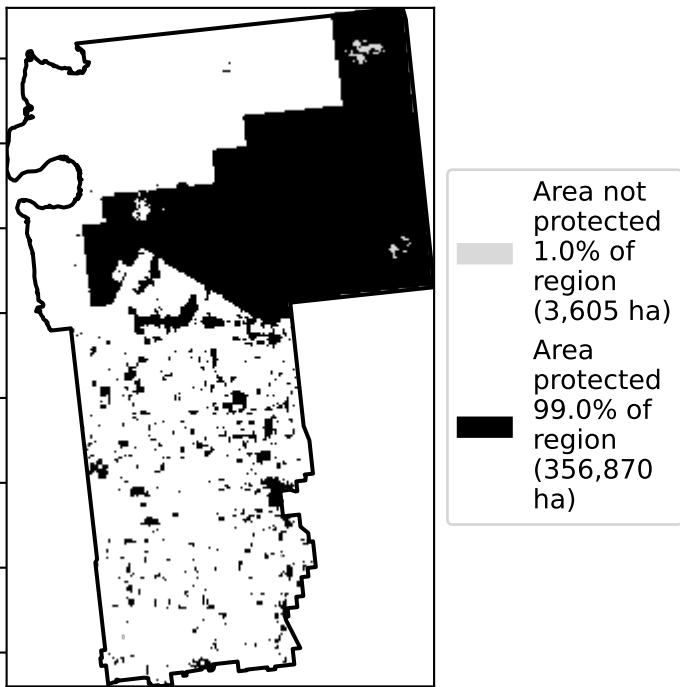 Area not
protected
1.0% of
region
(3,605 ha)
Area
protected
99.0% of
region
(356,870
ha)